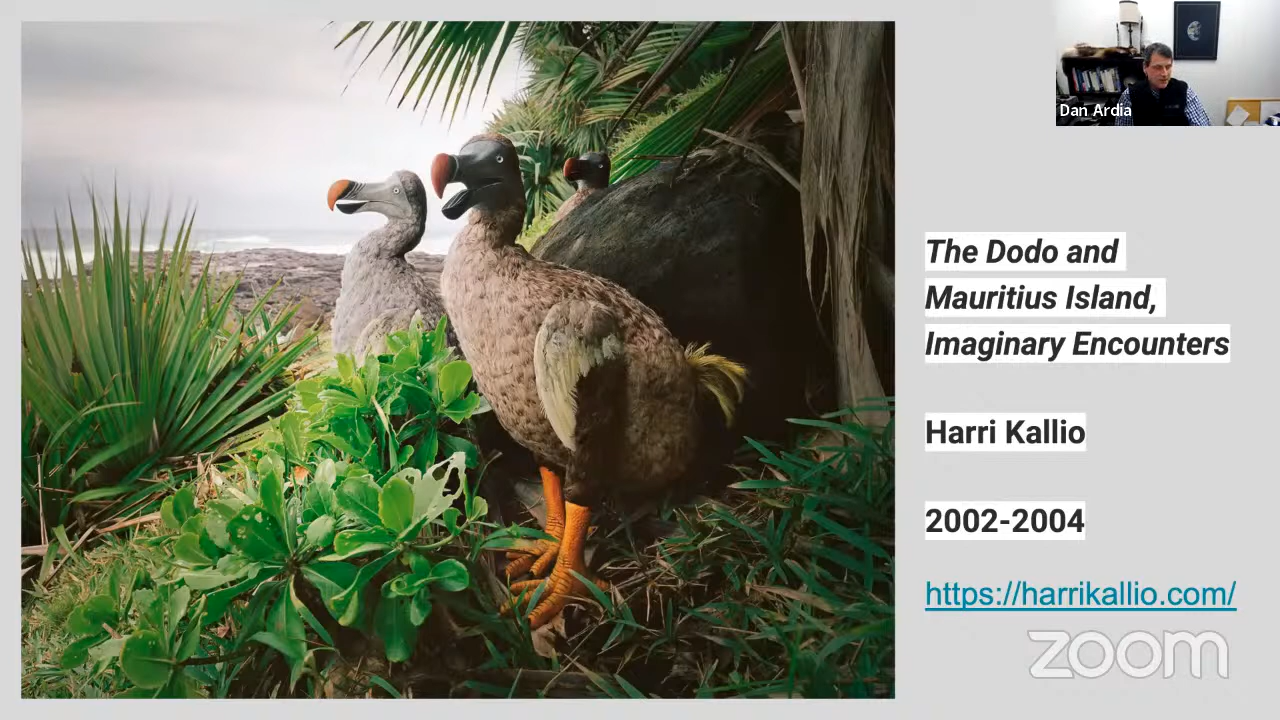 Dan Ardia
The Dodo and
Mauritius Island,
Imaginary Encounters
Harri Kallio
2002-2004
https://harrikallio.com/
zoom